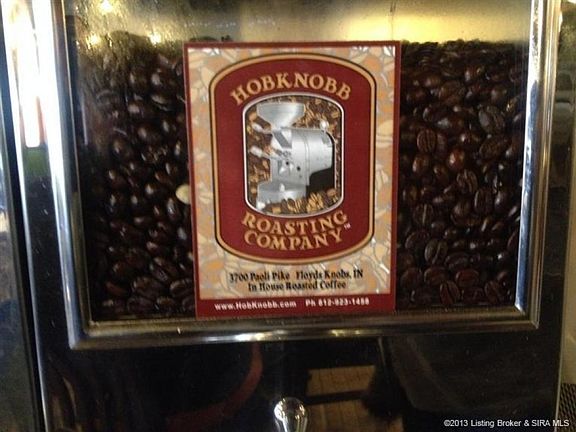 HOBKNOBB
ROASTING
COMPANY™
3700 Paoli Pike Floyds Knobs, IN
In House Roasted Coffee
www.HobKnobb.com Ph 812-923-1458
©2013 Listing Broker & SIRA MLS